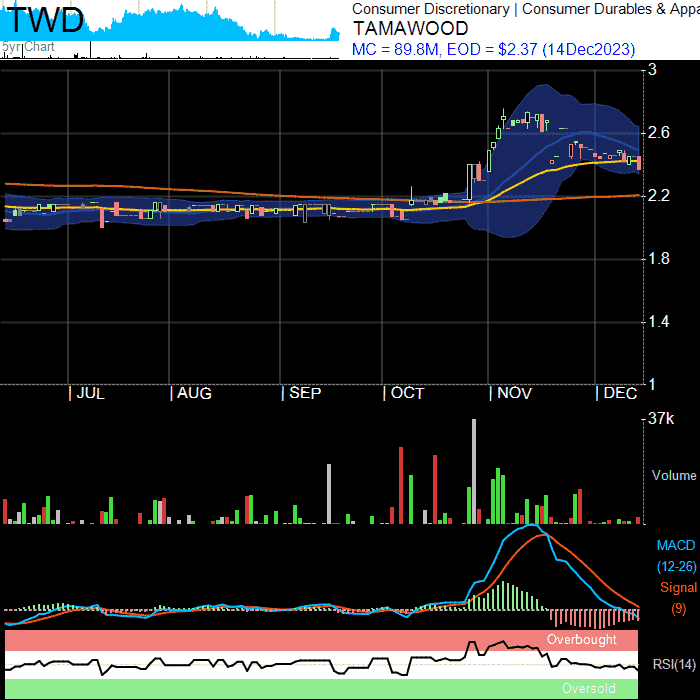 TWD
5yr Chart
Consumer Discretionary | Consumer Durables & Appa
TAMAWOOD
MC = 89.8M, EOD = $2.37 (14Dec2023)
3
2.6
2.2
1.8
1.4
1
| JUL | AUG | SEP | OCT | NOV | DEC
37k
Volume
MACD
(12-26)
Signal
(9)
Overbought
RSI(14)
Oversold